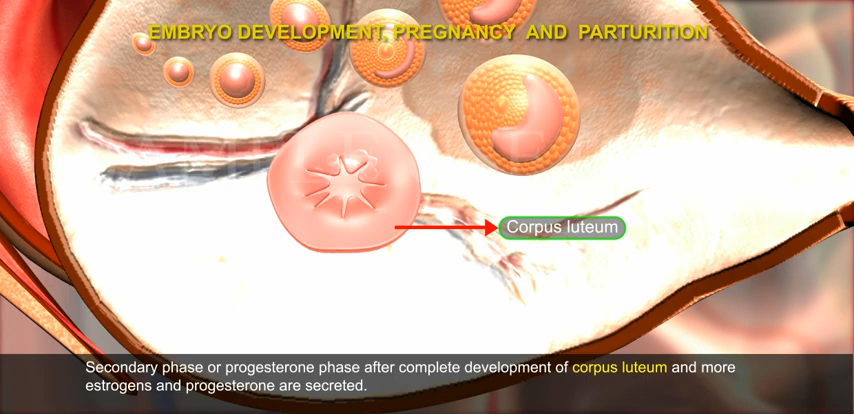 EMBRYO DEVELOPMENT, PREGNANCY AND PARTURITION
Corpus luteum
Secondary phase or progesterone phase after complete development of corpus luteum and more
estrogens and progesterone are secreted.